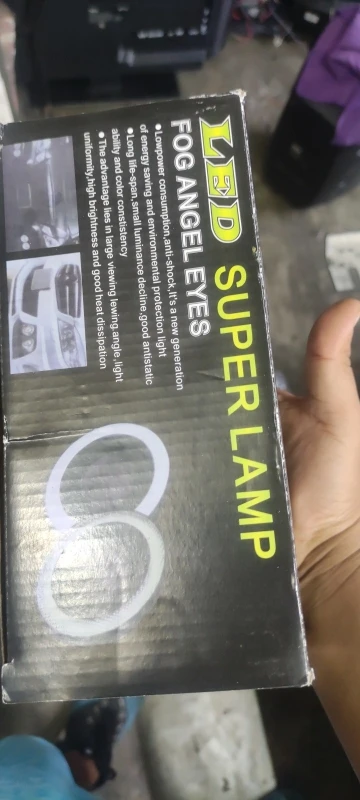 LED SUPER LAMP
FOG ANGEL EYES
●Lowpower consumption,anti-shock,It's a new generation
of energy saving and environmental protection light
●Long life-span,small luminance decline,good antistatic
ability and color constistency
●The advantage lies in large viewing lewing,angle,light
uniformity,high brightness and good heat dissipation